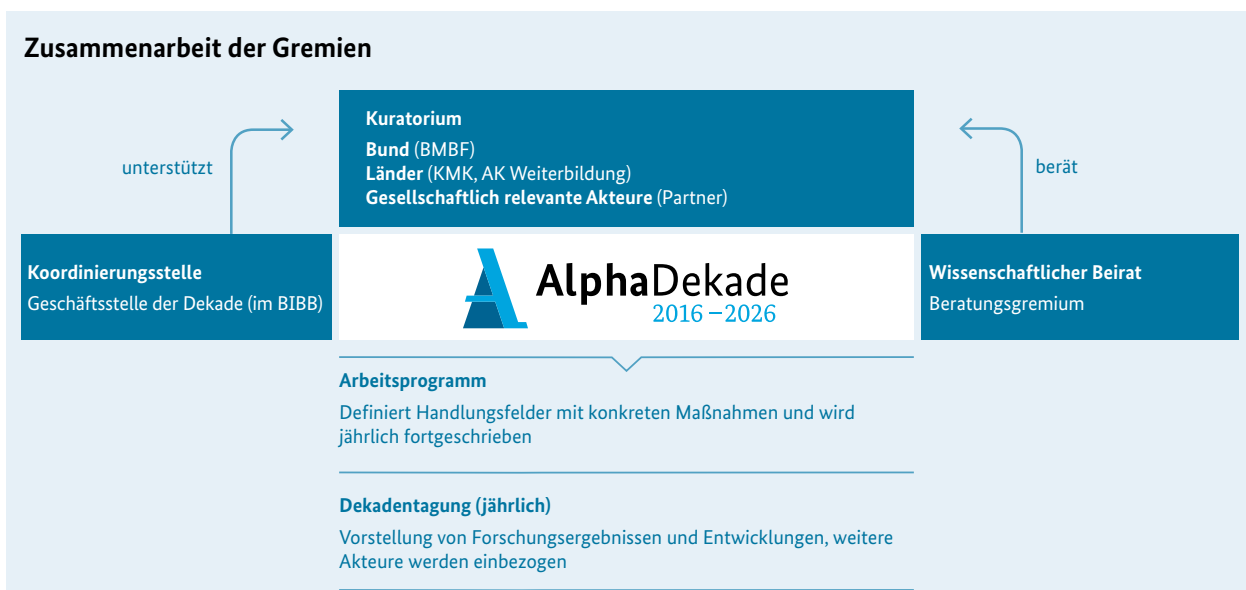 Zusammenarbeit der Gremien
Kuratorium
Bund (BMBF)
Länder (KMK, AK Weiterbildung)
Gesellschaftlich relevante Akteure (Partner)
unterstützt
berät
Koordinierungsstelle
Geschäftsstelle der Dekade (im BIBB)
AlphaDekade
2016 – 2026
Wissenschaftlicher Beirat
Beratungsgremium
Arbeitsprogramm
Definiert Handlungsfelder mit konkreten Maßnahmen und wird
jährlich fortgeschrieben
Dekadentagung (jährlich)
Vorstellung von Forschungsergebnissen und Entwicklungen, weitere
Akteure werden einbezogen